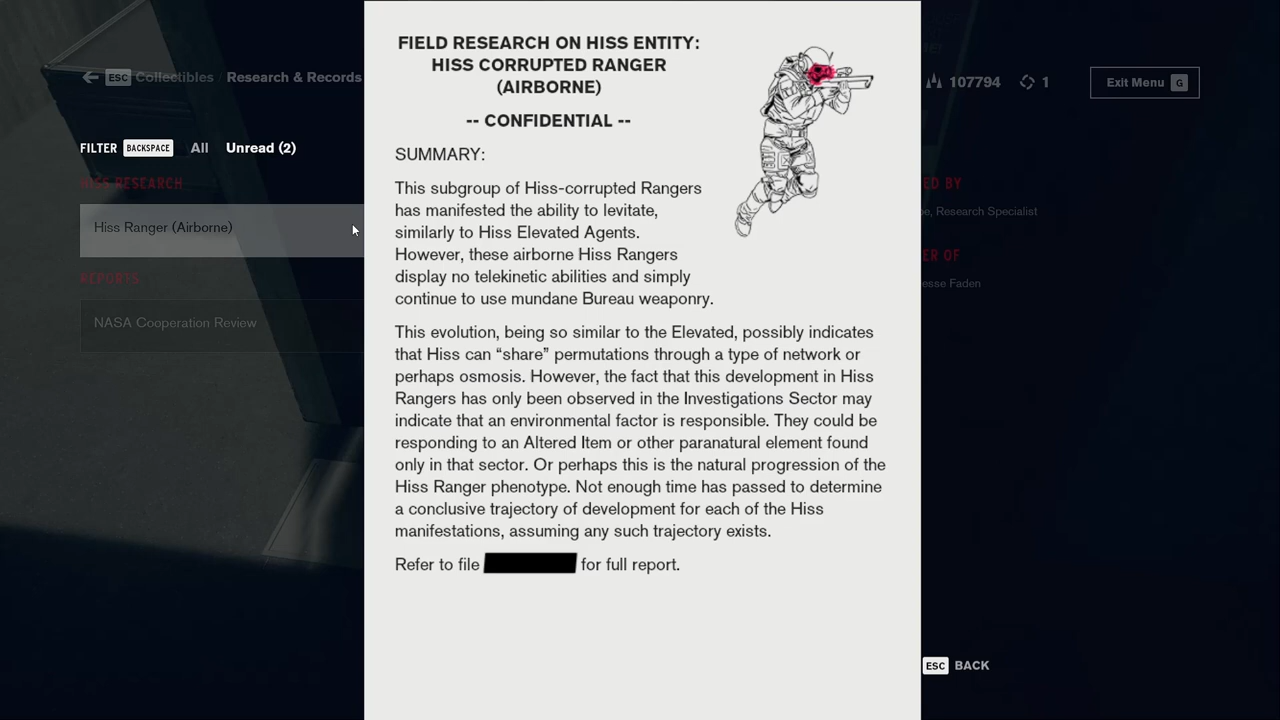 FIELD RESEARCH ON HISS ENTITY:
HISS CORRUPTED RANGER
(AIRBORNE)
-- CONFIDENTIAL --
SUMMARY:
This subgroup of Hiss-corrupted Rangers
has manifested the ability to levitate,
similarly to Hiss Elevated Agents.
However, these airborne Hiss Rangers
display no telekinetic abilities and simply
continue to use mundane Bureau weaponry.
This evolution, being so similar to the Elevated, possibly indicates
that Hiss can “share” permutations through a type of network or
perhaps osmosis. However, the fact that this development in Hiss
Rangers has only been observed in the Investigations Sector may
indicate that an environmental factor is responsible. They could be
responding to an Altered Item or other paranatural element found
only in that sector. Or perhaps this is the natural progression of the
Hiss Ranger phenotype. Not enough time has passed to determine
a conclusive trajectory of development for each of the Hiss
manifestations, assuming any such trajectory exists.
Refer to file for full report.
ESC Collectibles / Research & Records
107794 1
Exit Menu G
FILTER BACKSPACE All Unread (2)
HISS RESEARCH
Hiss Ranger (Airborne)
REPORTS
NASA Cooperation Review
ED BY
pe, Research Specialist
ER OF
esse Faden
ESC BACK